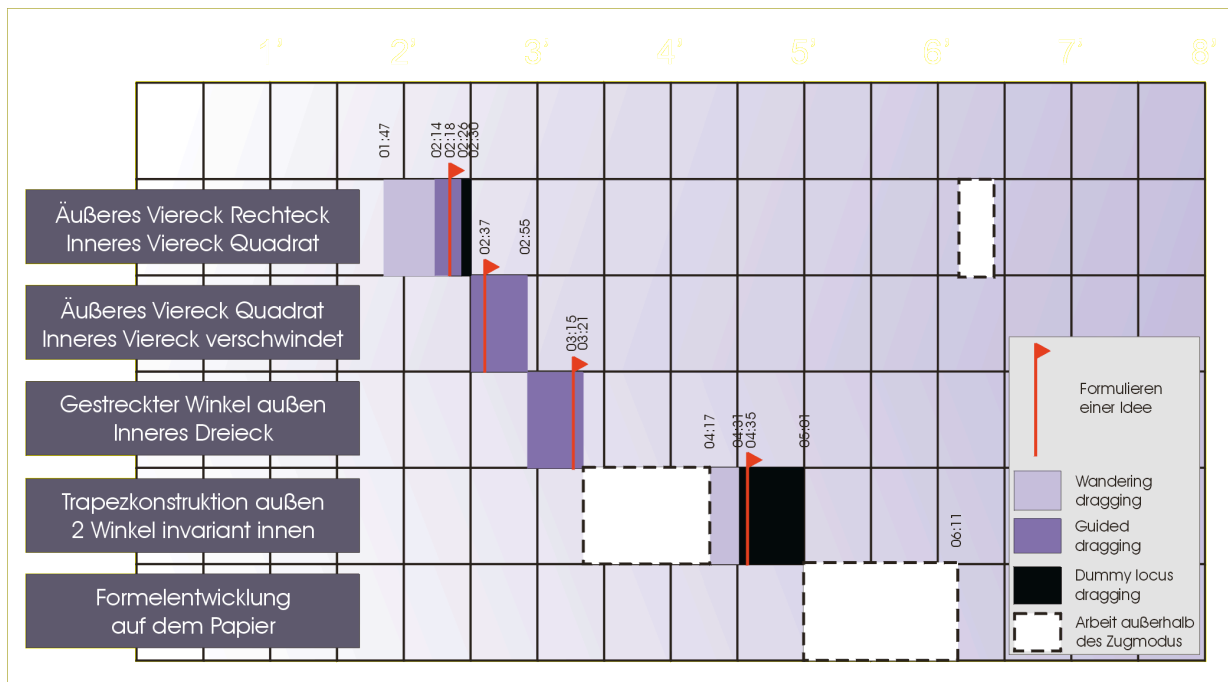 1’ 2’ 3’ 4’ 5’ 6’ 7’ 8’
01:47
02:14
02:18
02:26
02:30
Äußeres Viereck Rechteck
Inneres Viereck Quadrat
02:37
02:55
Äußeres Viereck Quadrat
Inneres Viereck verschwindet
03:15
03:21
Gestreckter Winkel außen
Inneres Dreieck
04:17
04:31
04:35
05:01
Trapezkonstruktion außen
2 Winkel invariant innen
06:11
Formelentwicklung
auf dem Papier
Formulieren
einer Idee
Wandering
dragging
Guided
dragging
Dummy locus
dragging
Arbeit außerhalb
des Zugmodus